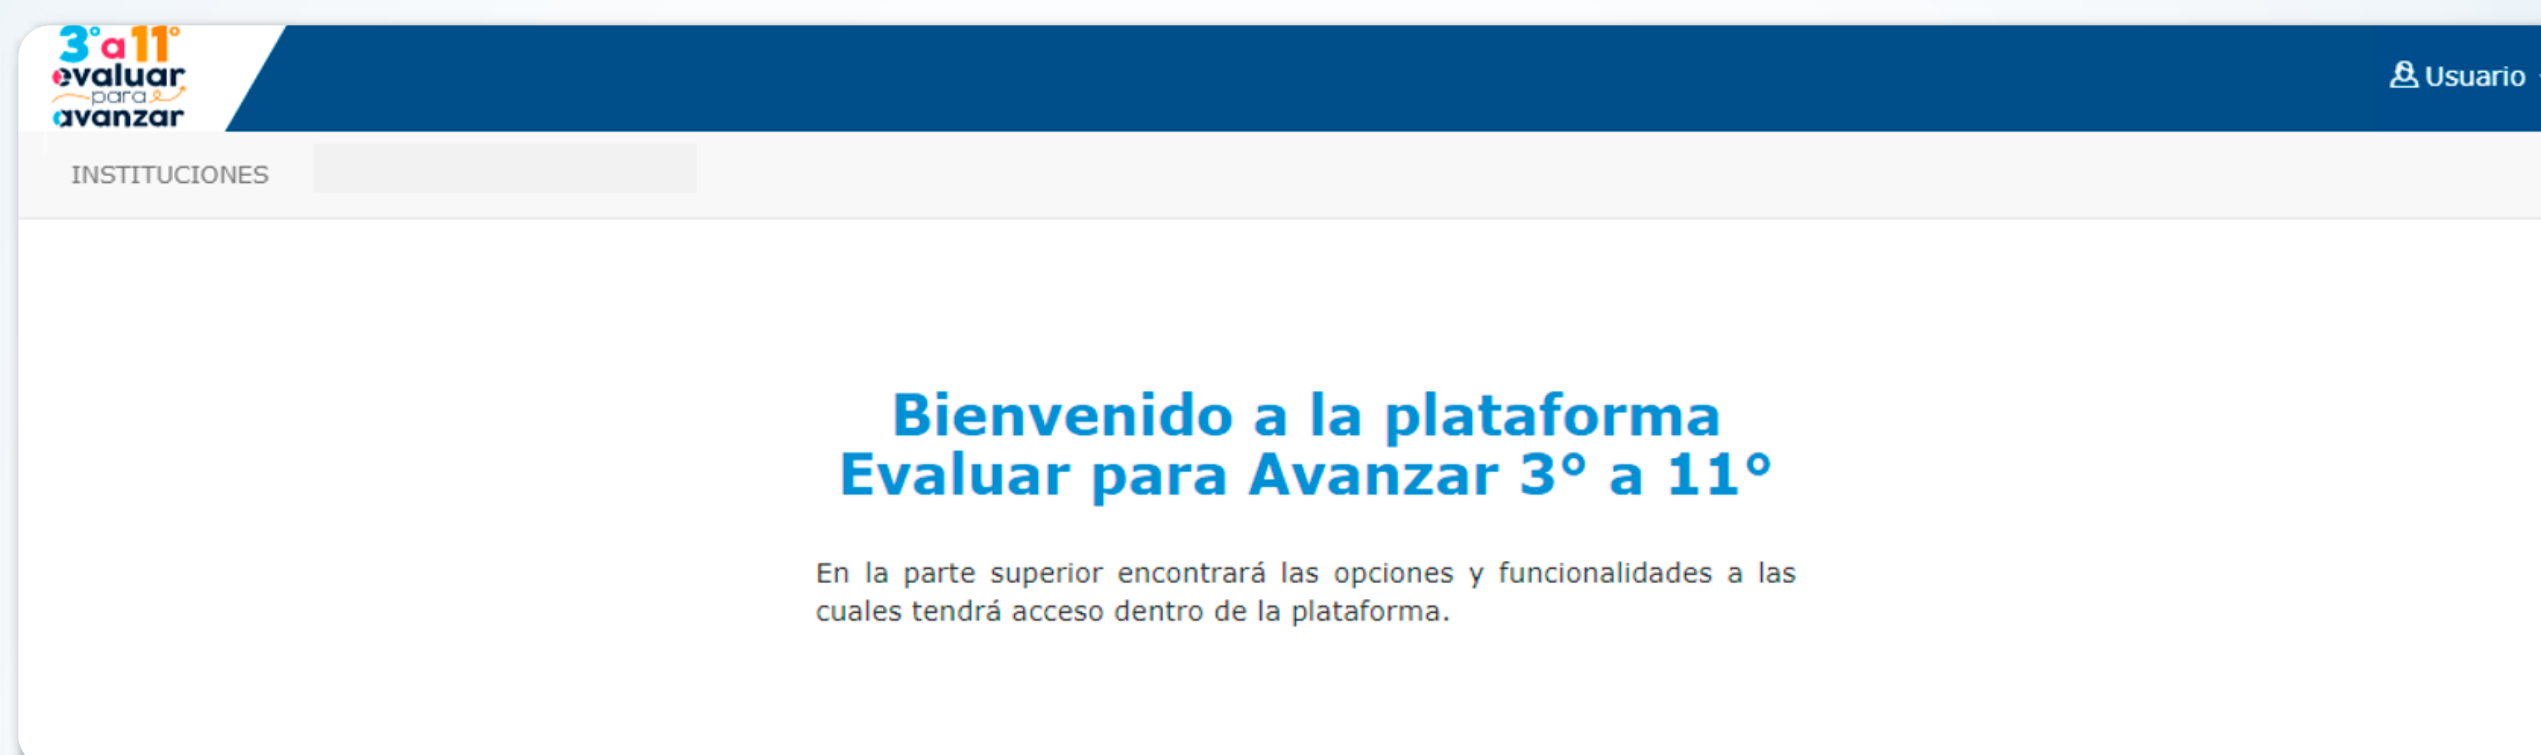 3° a 11°
evaluar
para
avanzar
Usuario
INSTITUCIONES
Bienvenido a la plataforma
Evaluar para Avanzar 3° a 11°
En la parte superior encontrará las opciones y funcionalidades a las
cuales tendrá acceso dentro de la plataforma.